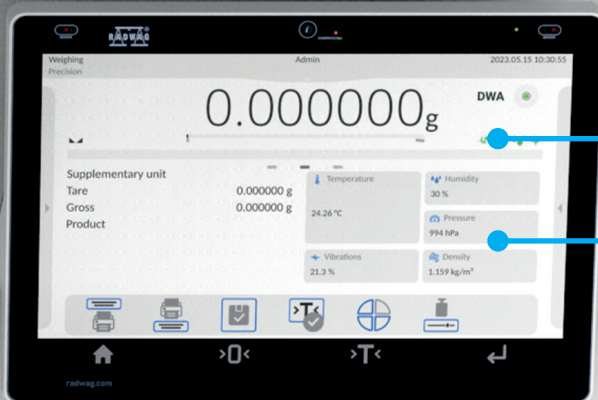 RADWAG
i
Weighing Admin 2023.05.15 10:30:55
Precision
0.000000g
DWA
Max
Supplementary unit
Tare 0.000000 g
Gross 0.000000 g
Product
Temperature
24.26 °C
Humidity
30 %
Pressure
994 hPa
Vibrations
21.3 %
Density
1.159 kg/m³
>T<
>0< >T<
radwag.com